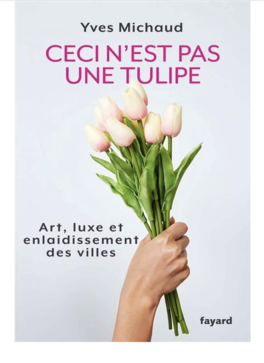 Yves Michaud
CECI N'EST PAS
UNE TULIPE
Art, luxe et
enlaidissement
des villes
fayard